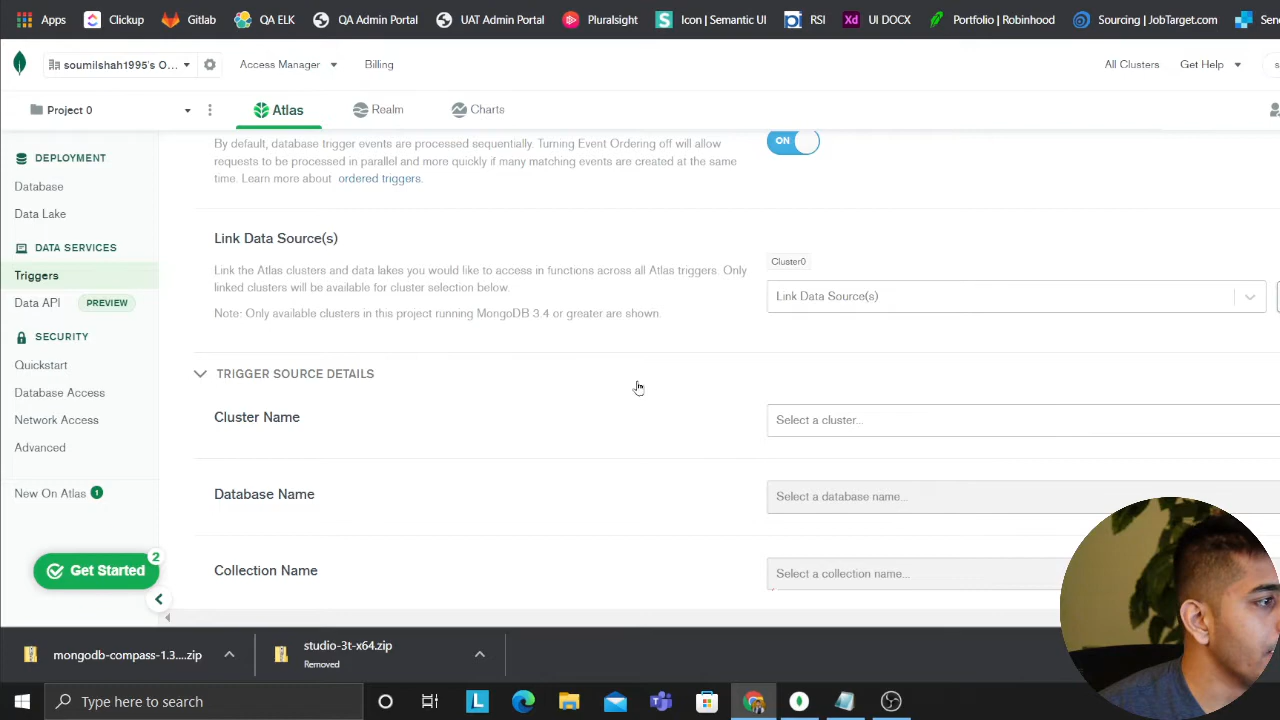 Apps Clickup Gitlab QA ELK QA Admin Portal UAT Admin Portal Pluralsight Icon | Semantic UI RSI UI DOCX Portfolio | Robinhood Sourcing | JobTarget.com Sen
soumilshah1995's O... Access Manager Billing All Clusters Get Help
Project 0 Atlas Realm Charts
DEPLOYMENT
Database
Data Lake
DATA SERVICES
Triggers
Data API PREVIEW
SECURITY
Quickstart
Database Access
Network Access
Advanced
New On Atlas 1
Get Started 2
By default, database trigger events are processed sequentially. Turning Event Ordering off will allow
requests to be processed in parallel and more quickly if many matching events are created at the same
time. Learn more about ordered triggers.
ON
Link Data Source(s)
Link the Atlas clusters and data lakes you would like to access in functions across all Atlas triggers. Only
linked clusters will be available for cluster selection below.
Note: Only available clusters in this project running MongoDB 3.4 or greater are shown.
Cluster0
Link Data Source(s)
TRIGGER SOURCE DETAILS
Cluster Name
Select a cluster...
Database Name
Select a database name...
Collection Name
Select a collection name...
mongodb-compass-1.3....zip
studio-3t-x64.zip
Removed
Type here to search